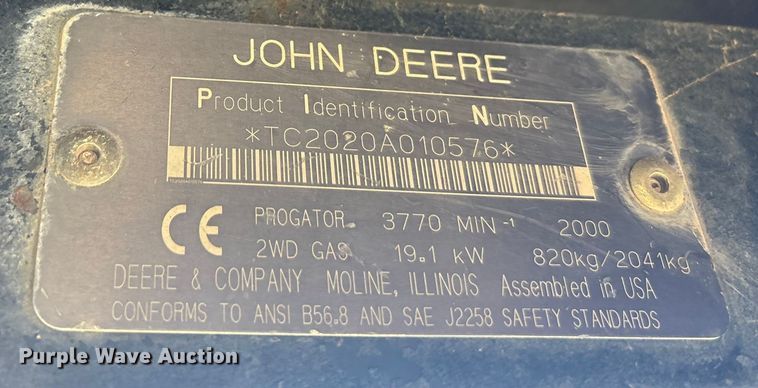 JOHN DEERE
Product Identification Number
*TC2020A010576*
CE PROGATOR 3770 MIN⁻¹ 2000
2WD GAS 19.1 kW 820kg/2041kg
DEERE & COMPANY MOLINE, ILLINOIS Assembled in USA
CONFORMS TO ANSI B56.8 AND SAE J2258 SAFETY STANDARDS
Purple Wave Auction